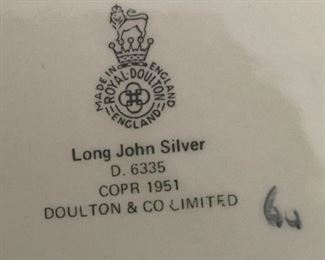 MADE IN ENGLAND
ROYAL·DOULTON
ENGLAND
Long John Silver
D. 6335
COPR 1951
DOULTON & CO LIMITED